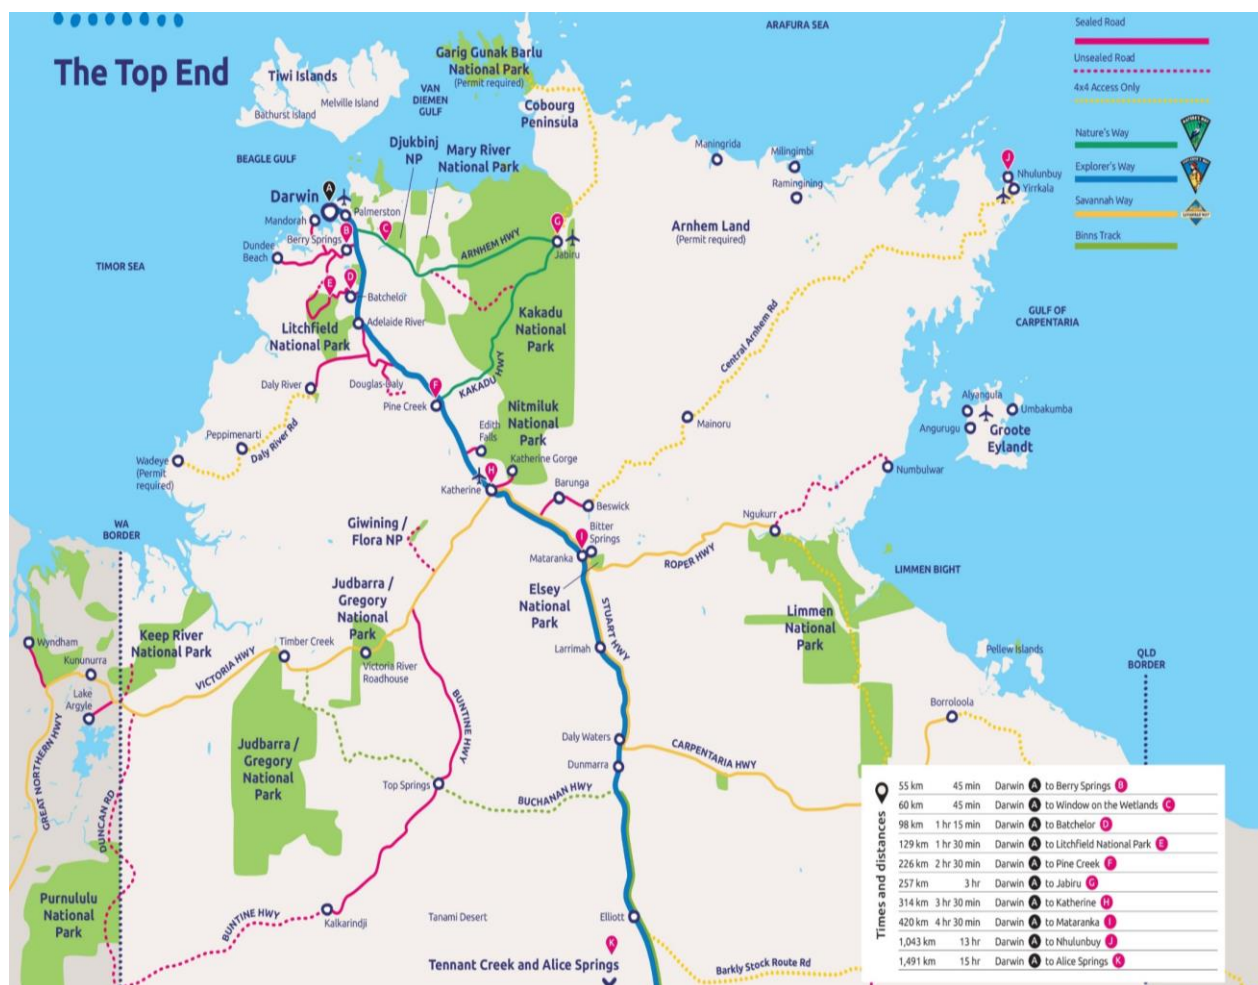 The Top End
ARAFURA SEA
Sealed Road
Unsealed Road
4x4 Access Only
Nature's Way
Explorer's Way
Savannah Way
Binns Track
Garig Gunak Barlu
National Park
(Permit required)
Tiwi Islands
Melville Island
Bathurst Island
VAN
DIEMEN
GULF
Cobourg
Peninsula
BEAGLE GULF
Djukbinj
NP
Mary River
National Park
Maningrida
Milingimbi
Ramingining
J
Nhulunbuy
Yirrkala
A
Darwin
Palmerston
Mandorah
B
C
Berry Springs
Dundee
Beach
G
Jabiru
ARNHEM HWY
Arnhem Land
(Permit required)
TIMOR SEA
E
D
Batchelor
Adelaide River
Litchfield
National Park
Kakadu
National
Park
Central Arnhem Rd
GULF OF
CARPENTARIA
Daly River
Douglas-Daly
F
Pine Creek
KAKADU HWY
Nitmiluk
National
Park
Edith
Falls
Mainoru
Alyangula
Umbakumba
Angurugu
Groote
Eylandt
Peppimenarti
Daly River Rd
Wadeye
(Permit
required)
Katherine Gorge
H
Katherine
Barunga
Beswick
Numbulwar
Ngukurr
WA
BORDER
Giwining /
Flora NP
I
Bitter
Springs
Mataranka
ROPER HWY
LIMMEN BIGHT
Elsey
National
Park
STUART HWY
Judbarra /
Gregory
National
Park
Limmen
National
Park
Keep River
National Park
Wyndham
Kununurra
Lake
Argyle
Timber Creek
Victoria River
Roadhouse
VICTORIA HWY
Larrimah
Pellew Islands
QLD
BORDER
BUNTINE HWY
Borroloola
GREAT NORTHERN HWY
DUNCAN RD
Judbarra /
Gregory
National
Park
Daly Waters
Dunmarra
CARPENTARIA HWY
Top Springs
BUCHANAN HWY
Purnululu
National
Park
BUNTINE HWY
Kalkarindji
Tanami Desert
Elliott
K
Tennant Creek and Alice Springs
Barkly Stock Route Rd
Times and distances
55 km 45 min Darwin A to Berry Springs B
60 km 45 min Darwin A to Window on the Wetlands C
98 km 1 hr 15 min Darwin A to Batchelor D
129 km 1 hr 30 min Darwin A to Litchfield National Park E
226 km 2 hr 30 min Darwin A to Pine Creek F
257 km 3 hr Darwin A to Jabiru G
314 km 3 hr 30 min Darwin A to Katherine H
420 km 4 hr 30 min Darwin A to Mataranka I
1,043 km 13 hr Darwin A to Nhulunbuy J
1,491 km 15 hr Darwin A to Alice Springs K